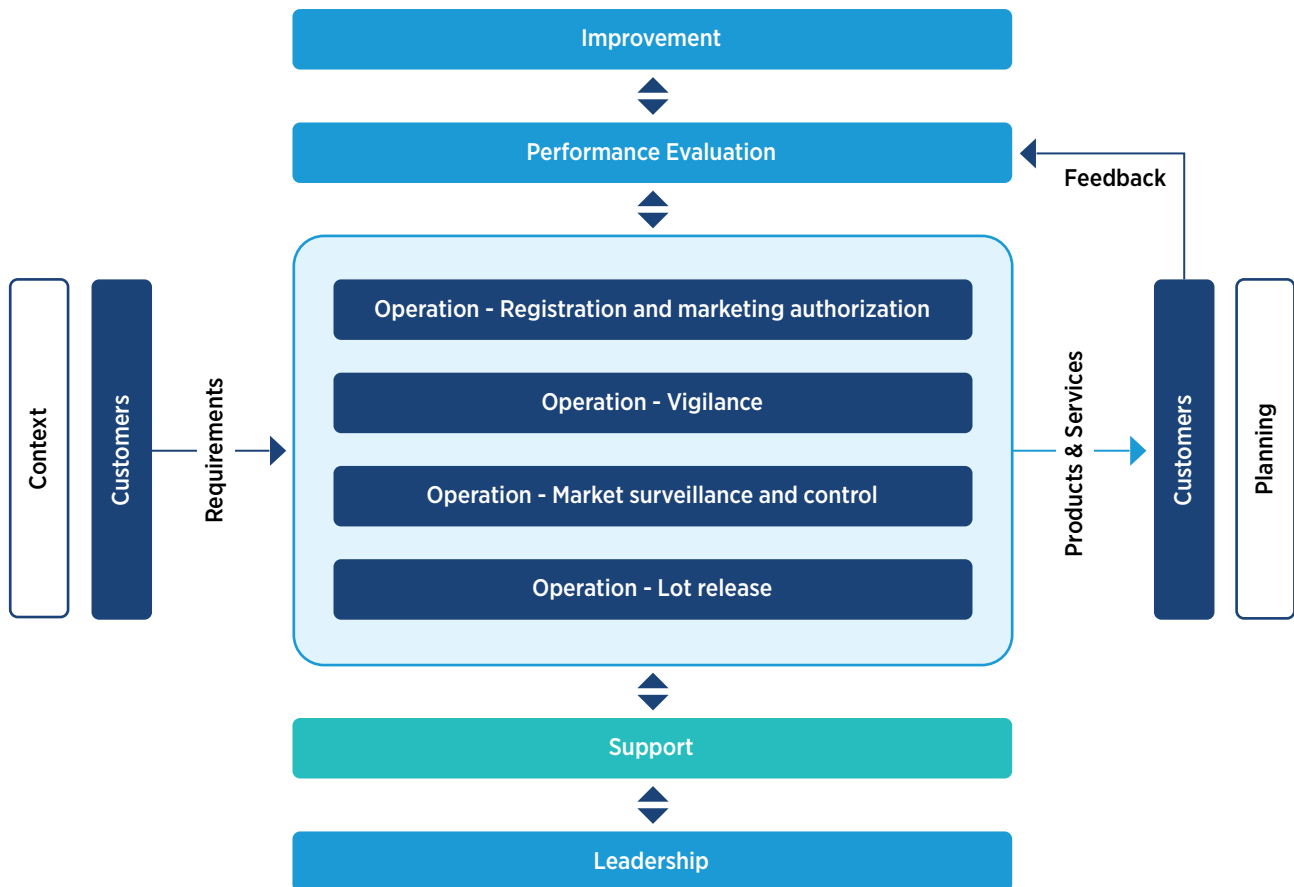 Improvement
Performance Evaluation
Feedback
Context
Customers
Requirements
Operation - Registration and marketing authorization
Operation - Vigilance
Operation - Market surveillance and control
Operation - Lot release
Products & Services
Customers
Planning
Support
Leadership